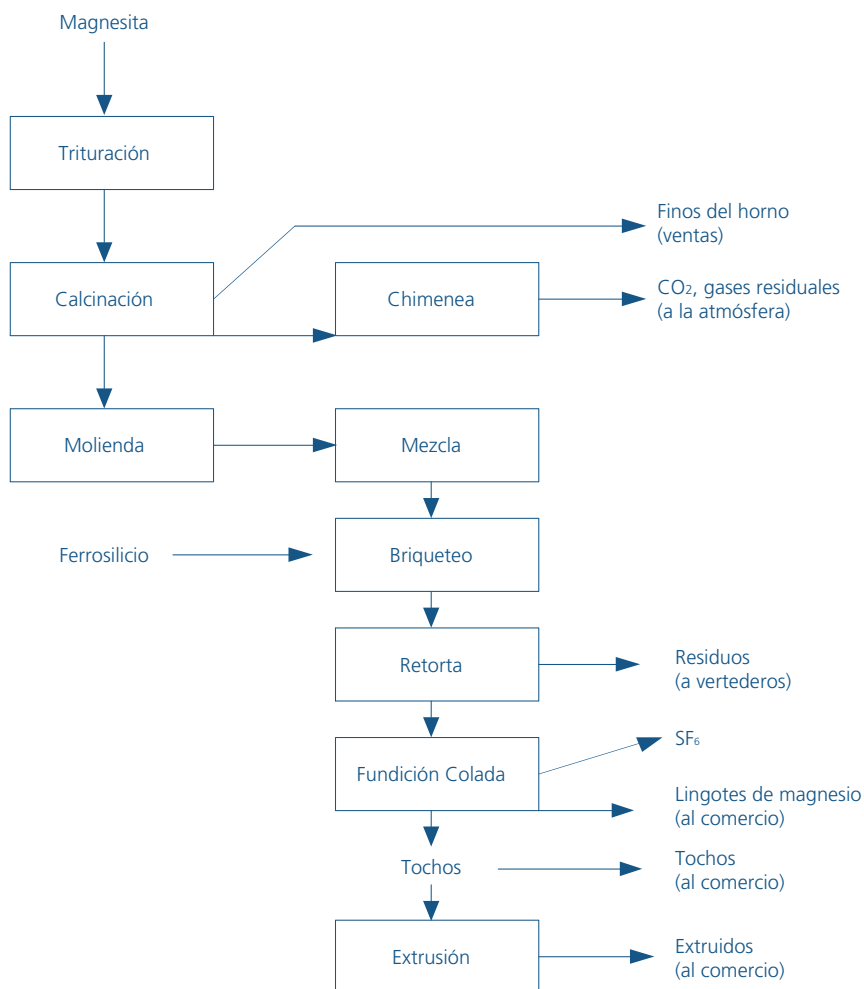 Magnesita
Trituración
Finos del horno
(ventas)
Calcinación
Chimenea
CO₂, gases residuales
(a la atmósfera)
Molienda
Mezcla
Ferrosilicio
Briqueteo
Retorta
Residuos
(a vertederos)
SF₆
Fundición Colada
Lingotes de magnesio
(al comercio)
Tochos
Tochos
(al comercio)
Extrusión
Extruidos
(al comercio)